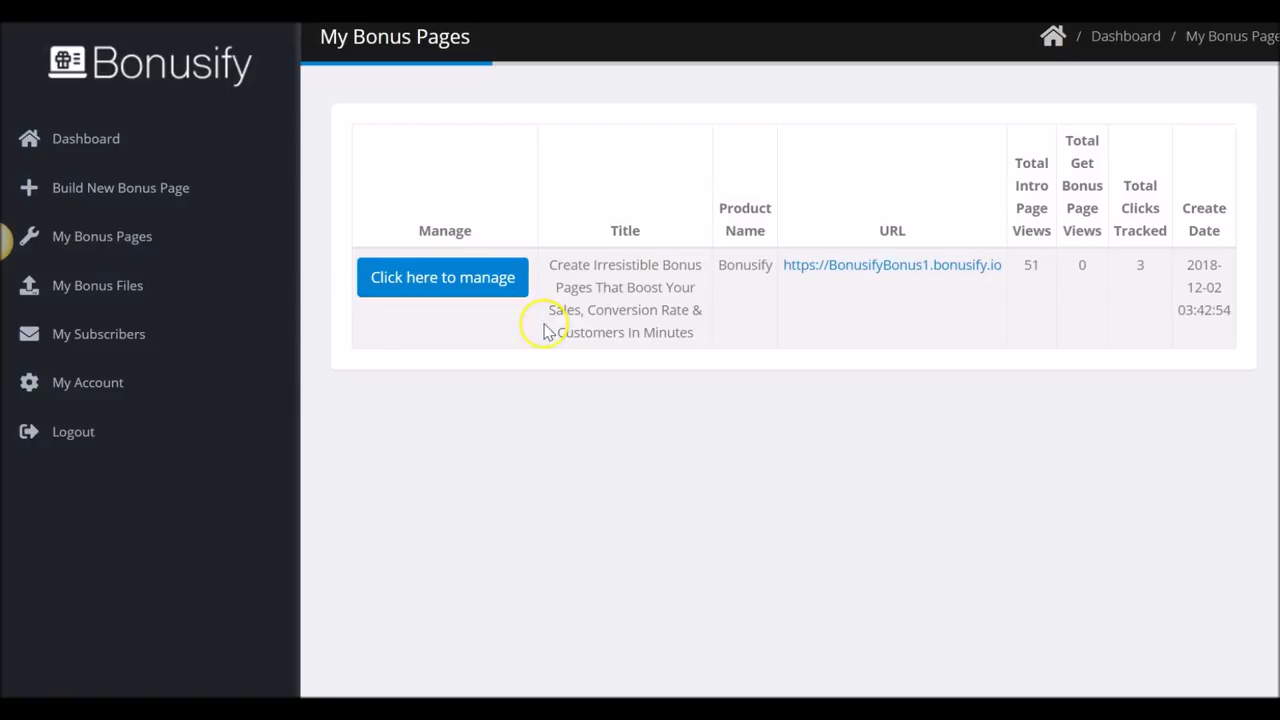 Bonusify
My Bonus Pages
/ Dashboard / My Bonus Page
Dashboard
Build New Bonus Page
My Bonus Pages
My Bonus Files
My Subscribers
My Account
Logout
Manage
Title
Product
Name
URL
Total
Intro
Page
Views
Total
Get
Bonus
Page
Views
Total
Clicks
Tracked
Create
Date
Click here to manage
Create Irresistible Bonus
Pages That Boost Your
Sales, Conversion Rate &
Customers In Minutes
Bonusify
https://BonusifyBonus1.bonusify.io
51
0
3
2018-
12-02
03:42:54